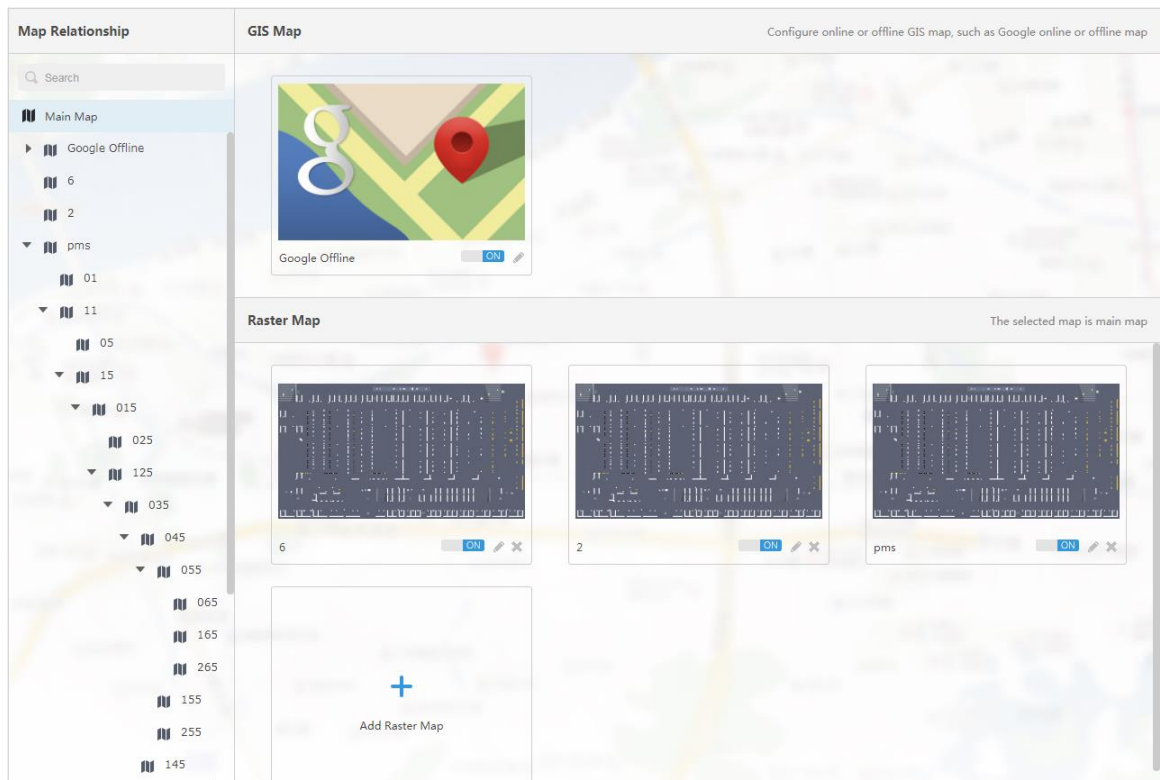 Map Relationship
Search
Main Map
Google Offline
6
2
pms
01
11
05
15
015
025
125
035
045
055
065
165
265
155
255
145
GIS Map
Configure online or offline GIS map, such as Google online or offline map
g
Google Offline
ON
Raster Map
The selected map is main map
6
ON
2
ON
pms
ON
Add Raster Map